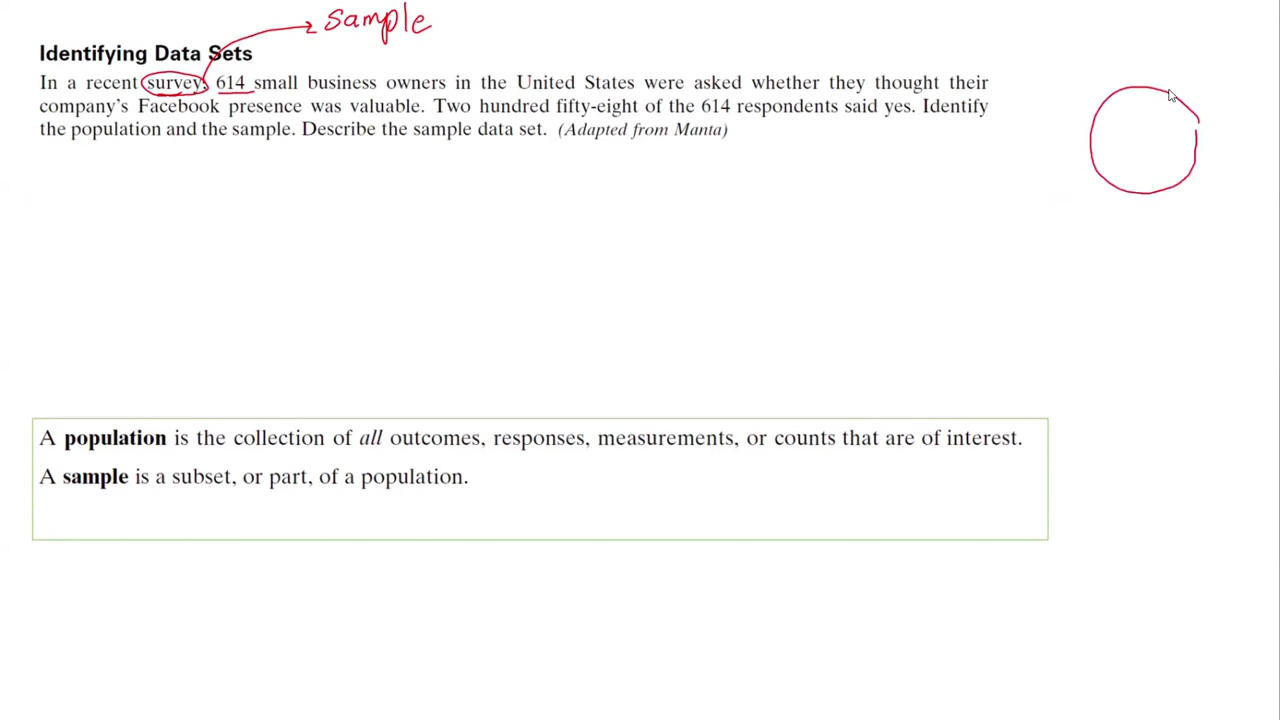 sample
Identifying Data Sets
In a recent survey, 614 small business owners in the United States were asked whether they thought their
company's Facebook presence was valuable. Two hundred fifty-eight of the 614 respondents said yes. Identify
the population and the sample. Describe the sample data set. (Adapted from Manta)
A population is the collection of all outcomes, responses, measurements, or counts that are of interest.
A sample is a subset, or part, of a population.